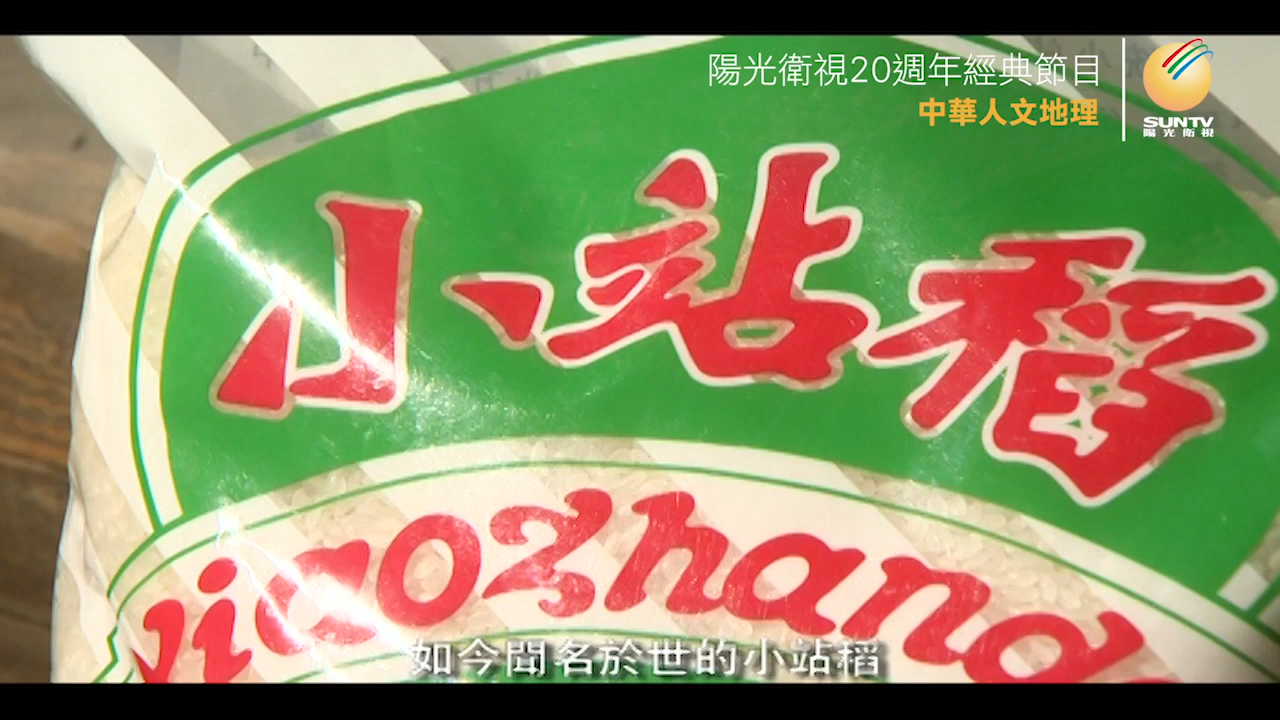 陽光衛視20週年經典節目
中華人文地理
SUNTV
陽光衛視
小站稻
xiaozhand
如今聞名於世的小站稻